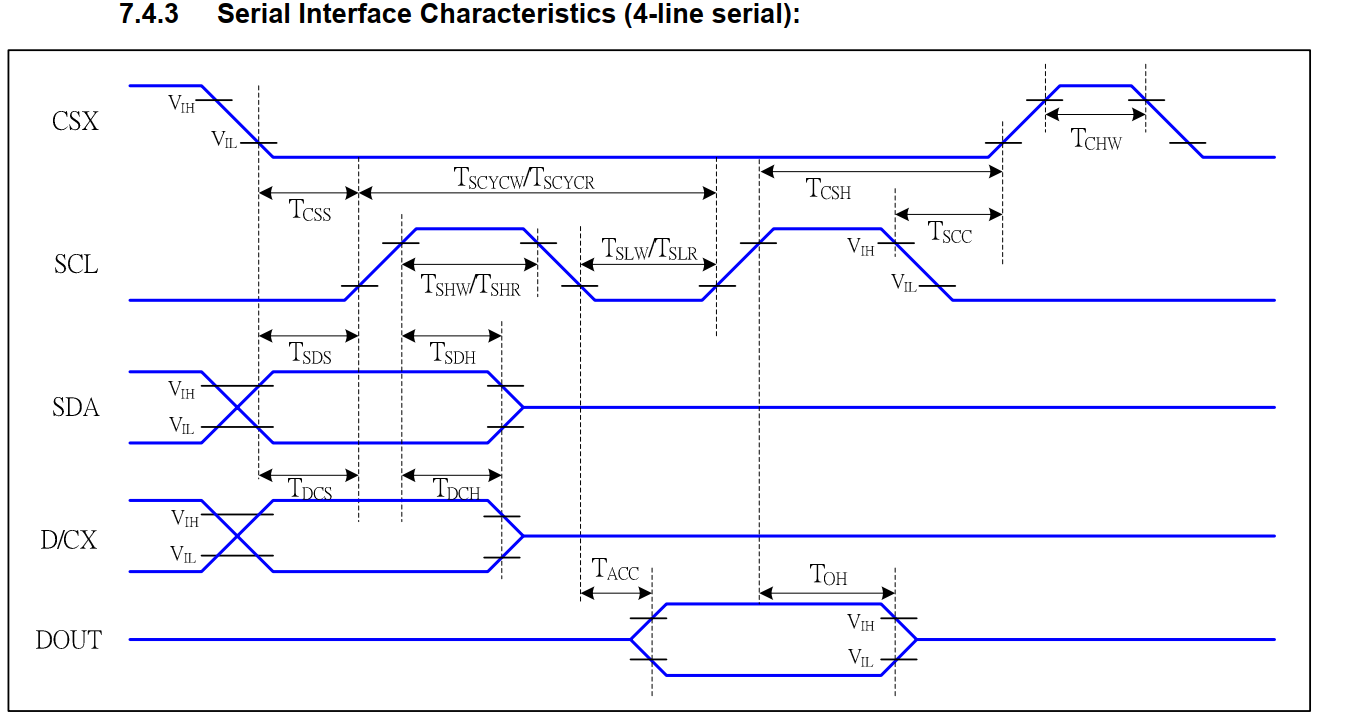 7.4.3 Serial Interface Characteristics (4-line serial):
CSX
VIH
VIL
TCHW
TSCYCW/TSCYCR
TCSH
TCSS
TSCC
SCL
TSLW/TSLR
VIH
TSHW/TSHR
VIL
TSDS
TSDH
SDA
VIH
VIL
TDCS
TDCH
D/CX
VIH
VIL
TACC
TOH
DOUT
VIH
VIL